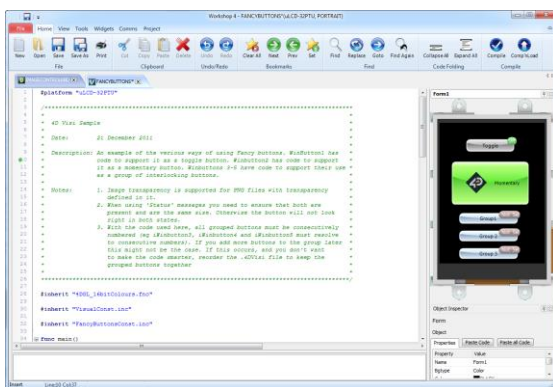 Workshop 4 - FANCYBUTTONS*(uLCD-32PTU, PORTRAIT)
File Home View Tools Widgets Comms Project
New Open Save Save As Print Cut Copy Paste Delete Undo Redo Clear All Next Prev Set Find Replace Goto Find Again Collapse All Expand All Compile CompnLoad
File Clipboard Undo/Redo Bookmarks Find Code Folding Compile
FANCYBUTTONS*
#platform "uLCD-32PTU"
4D Visi Sample
Date: 21 December 2011
Description: An example of the various ways of using Fancy buttons. WinButton1 has
code to support it as a toggle button. Winbutton2 has code to support
it as a momentary button. Winbuttons 3-5 have code to support their use
as a group of interlocking buttons.
Notes: 1. Image transparency is supported for PNG files with transparency
defined in it.
2. When using 'Status' messages you need to ensure that both are
present and are the same size. Otherwise the button will not look
right in both states.
3. With the code used here, all grouped buttons must be consecutively
numbered (eg iWinbutton3, iWinbutton4 and iWinbutton5 must resolve
to consecutive numbers). If you add more buttons to the group later
this might not be the case. If this occurs, and you don't want
to make the code smarter, reorder the .4DVisi file to keep the
grouped buttons together
#inherit "4DGL_16bitColours.fnc"
#inherit "VisualConst.inc"
#inherit "FancyButtonsConst.inc"
func main()
Form1
Toggle
4D Momentary
Group1
Group 2
Group 3
Object Inspector
Form
Object
Properties Paste Code Paste all Code
Property Value
Name Form1
Bgtype Color
Insert Line:10 Col:37